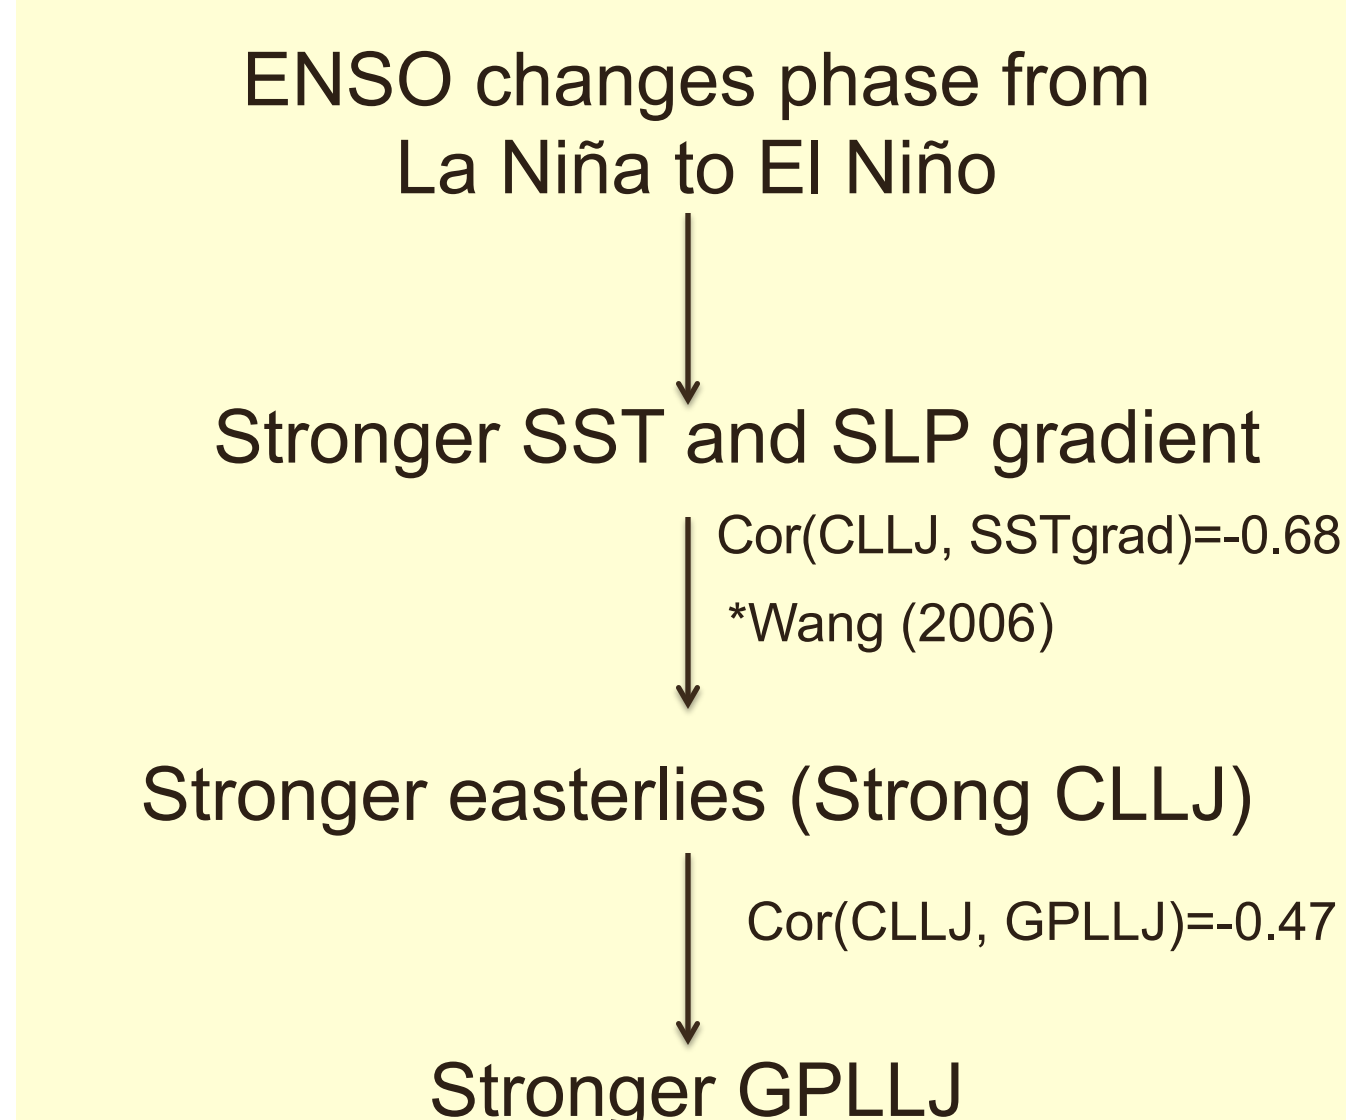 ENSO changes phase from
La Niña to El Niño
Stronger SST and SLP gradient
Cor(CLLJ, SSTgrad)=-0.68
*Wang (2006)
Stronger easterlies (Strong CLLJ)
Cor(CLLJ, GPLLJ)=-0.47
Stronger GPLLJ